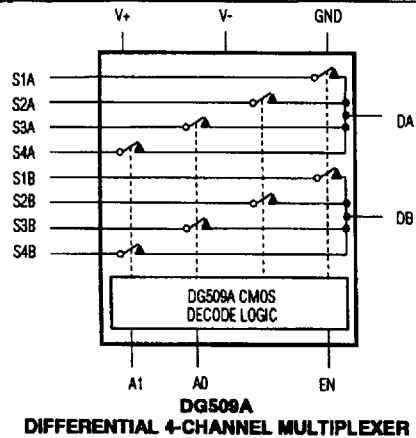 V+ V- GND
S1A
S2A
S3A
DA
S4A
S1B
S2B
S3B
DB
S4B
DG509A CMOS
DECODE LOGIC
A1 A0 EN
DG509A
DIFFERENTIAL 4-CHANNEL MULTIPLEXER